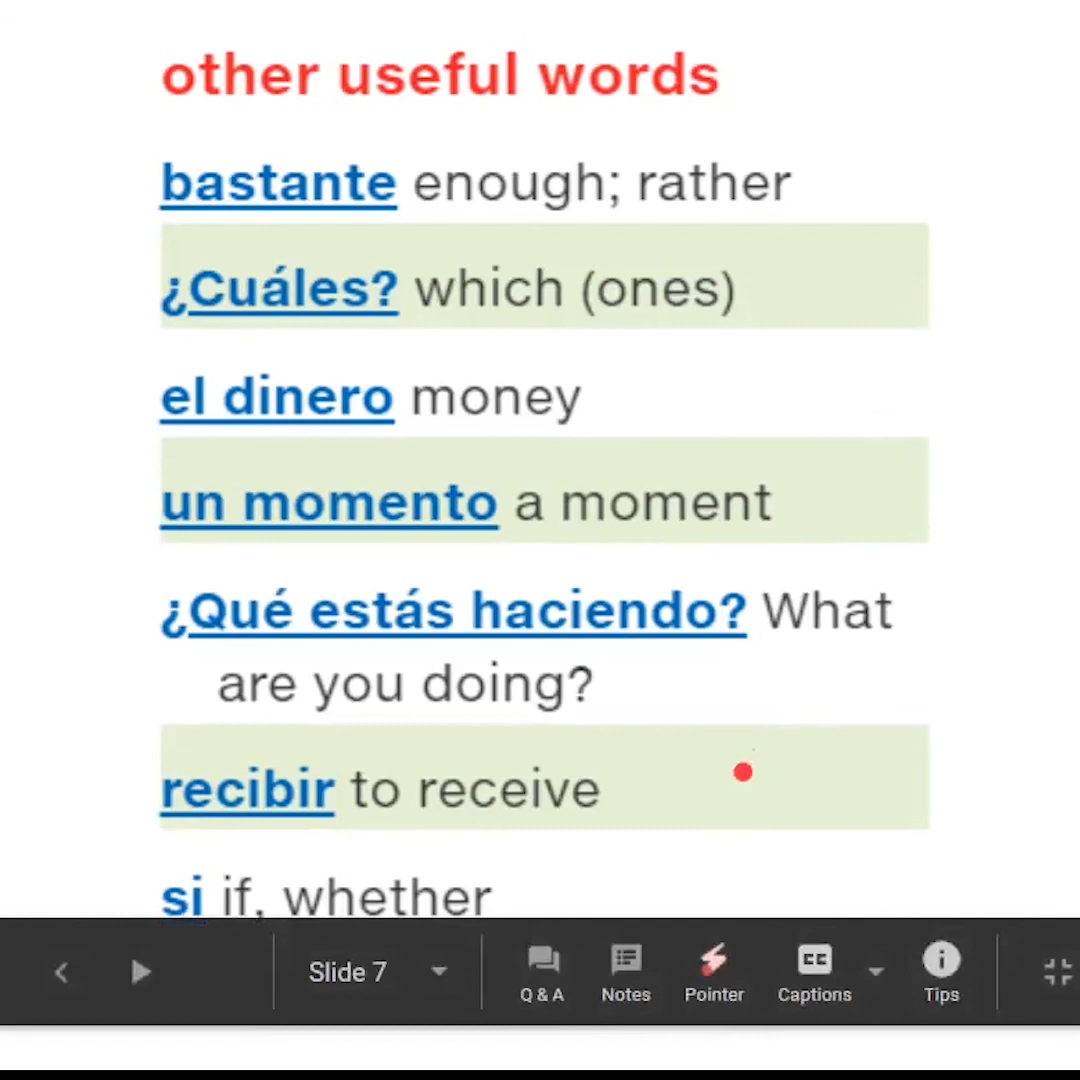 other useful words
bastante enough; rather
¿Cuáles? which (ones)
el dinero money
un momento a moment
¿Qué estás haciendo? What
are you doing?
recibir to receive
si if, whether
Slide 7
Q & A
Notes
Pointer
CC
Captions
Tips